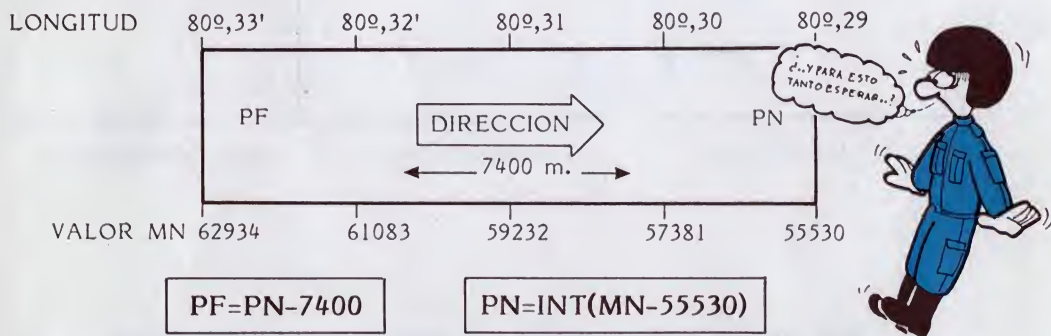 LONGITUD 80º,33' 80º,32' 80º,31 80º,30 80º,29
¿..Y PARA ESTO
TANTO ESPERAR..?
PF DIRECCION PN
7400 m.
VALOR MN 62934 61083 59232 57381 55530
PF=PN-7400 PN=INT(MN-55530)